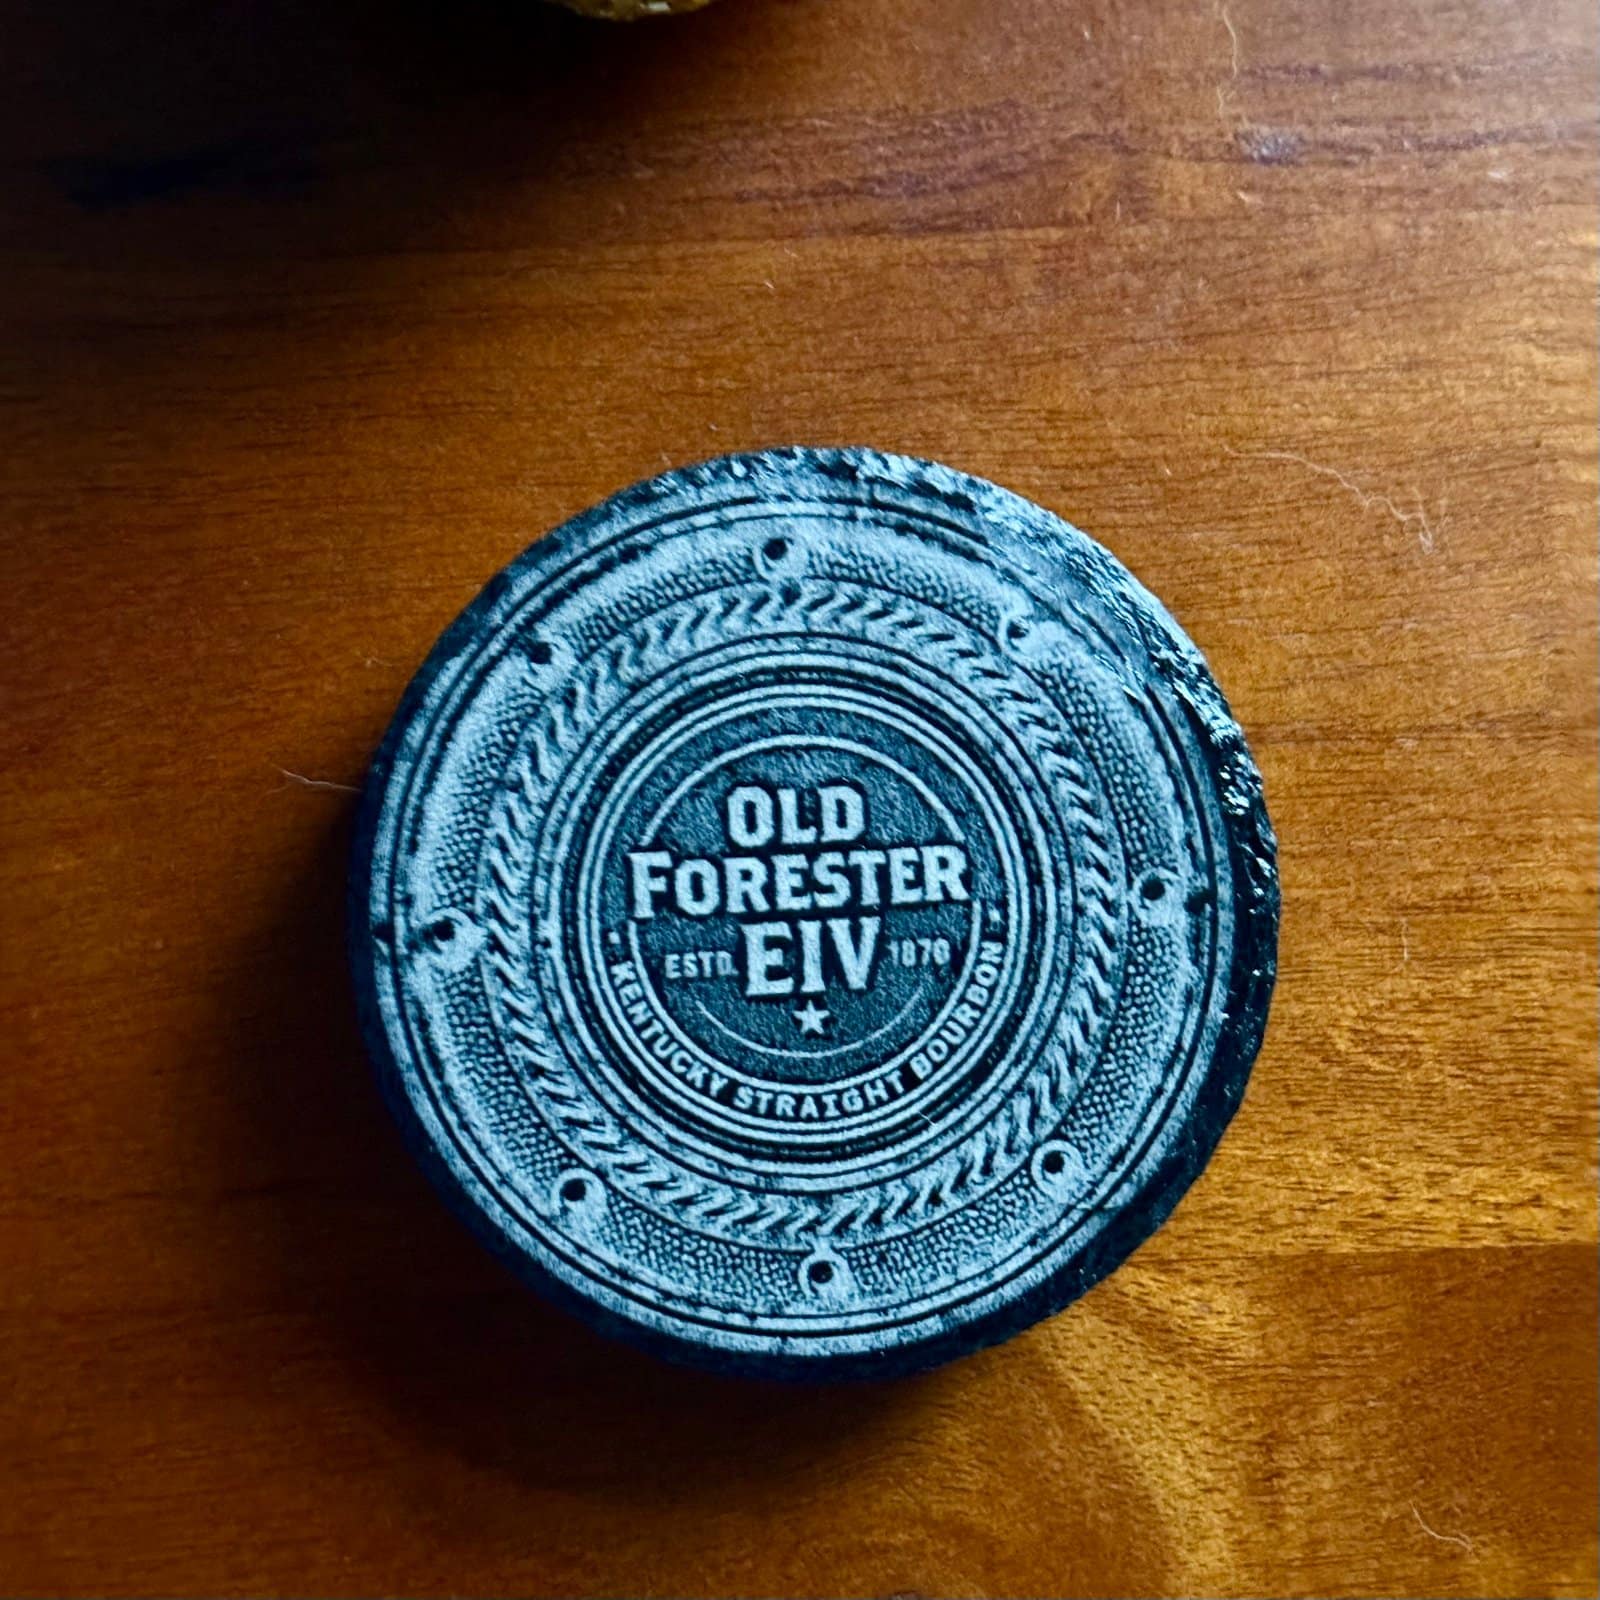 OLD
FORESTER
ESTD. EIV 1870
• KENTUCKY STRAIGHT BOURBON •